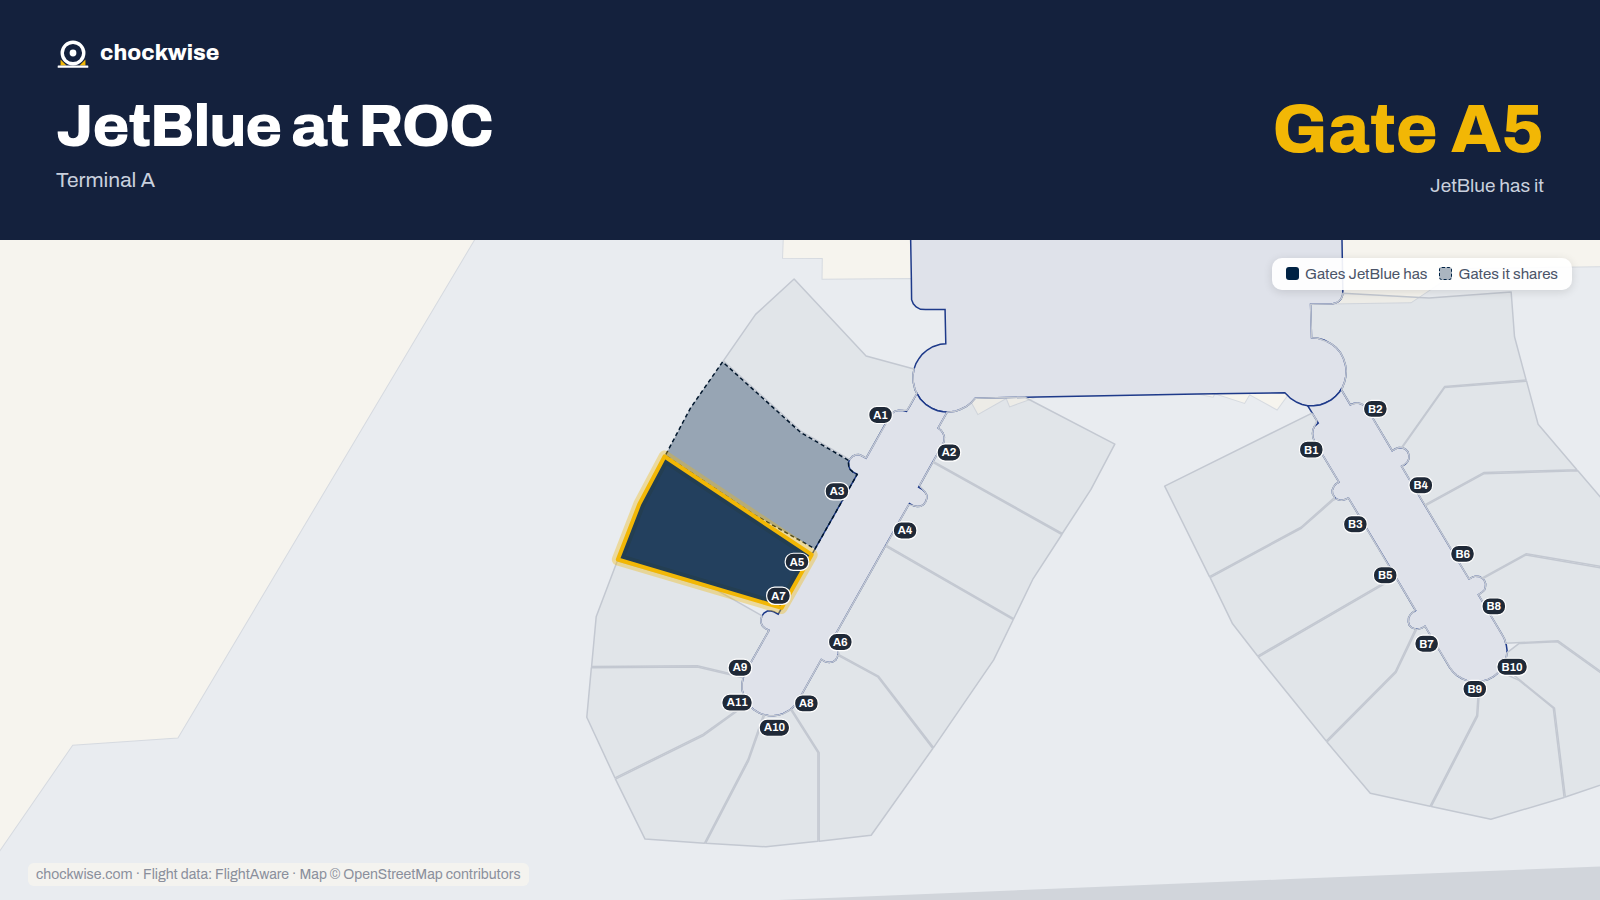 chockwise
JetBlue at ROC
Terminal A
Gate A5
JetBlue has it
Gates JetBlue has
Gates it shares
A1
A2
A3
A4
A5
A7
A6
A9
A11
A8
A10
B2
B1
B4
B3
B6
B5
B8
B7
B10
B9
chockwise.com · Flight data: FlightAware · Map © OpenStreetMap contributors